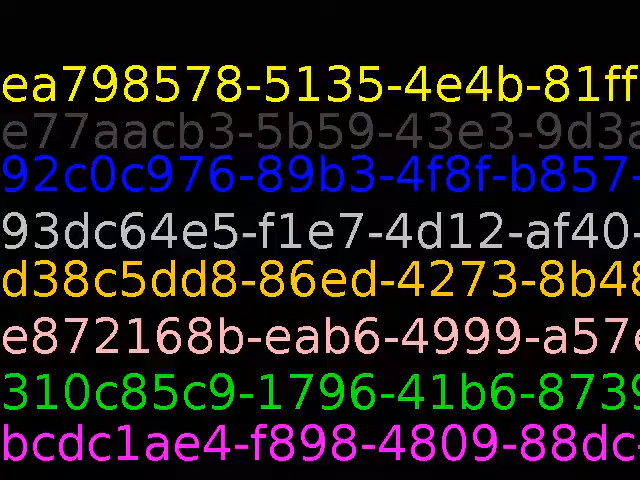 ea798578-5135-4e4b-81ff
e77aacb3-5b59-43e3-9d3a
92c0c976-89b3-4f8f-b857-
93dc64e5-f1e7-4d12-af40-
d38c5dd8-86ed-4273-8b48
e872168b-eab6-4999-a57e
310c85c9-1796-41b6-8739
bcdc1ae4-f898-4809-88dc-